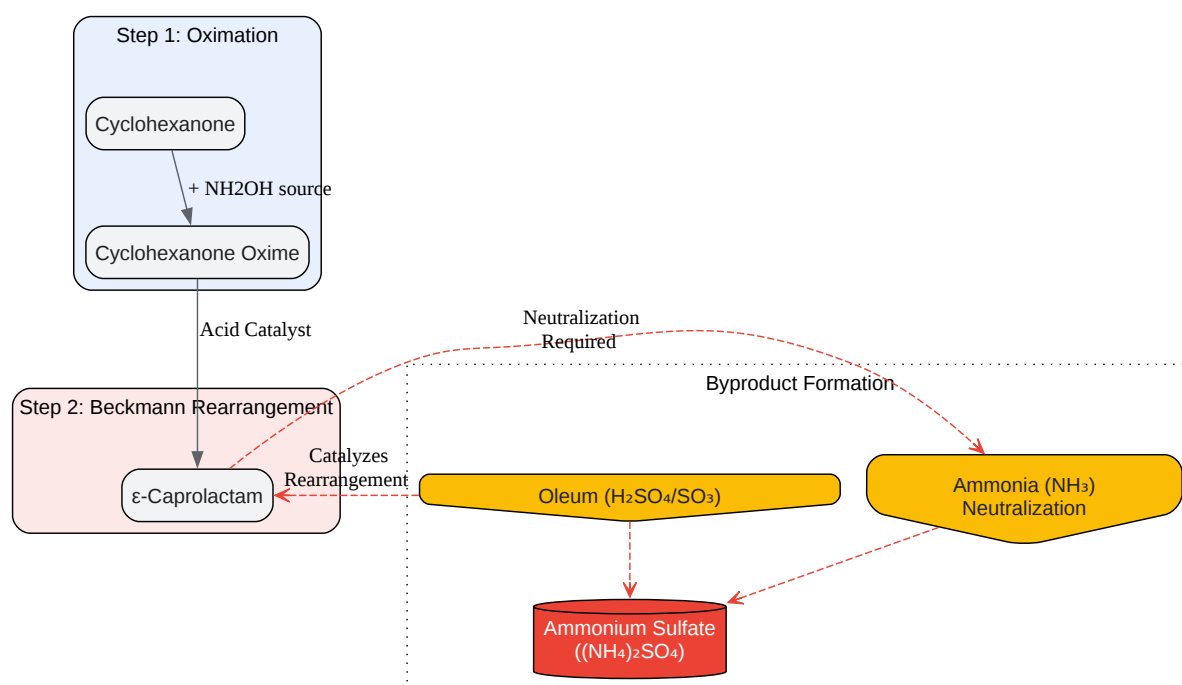 Step 1: Oximation
Cyclohexanone
+ NH2OH source
Cyclohexanone Oxime
Acid Catalyst
Neutralization
Required
Byproduct Formation
Step 2: Beckmann Rearrangement
Catalyzes
Rearrangement
ε-Caprolactam
Oleum (H₂SO₄/SO₃)
Ammonia (NH₃)
Neutralization
Ammonium Sulfate
((NH₄)₂SO₄)